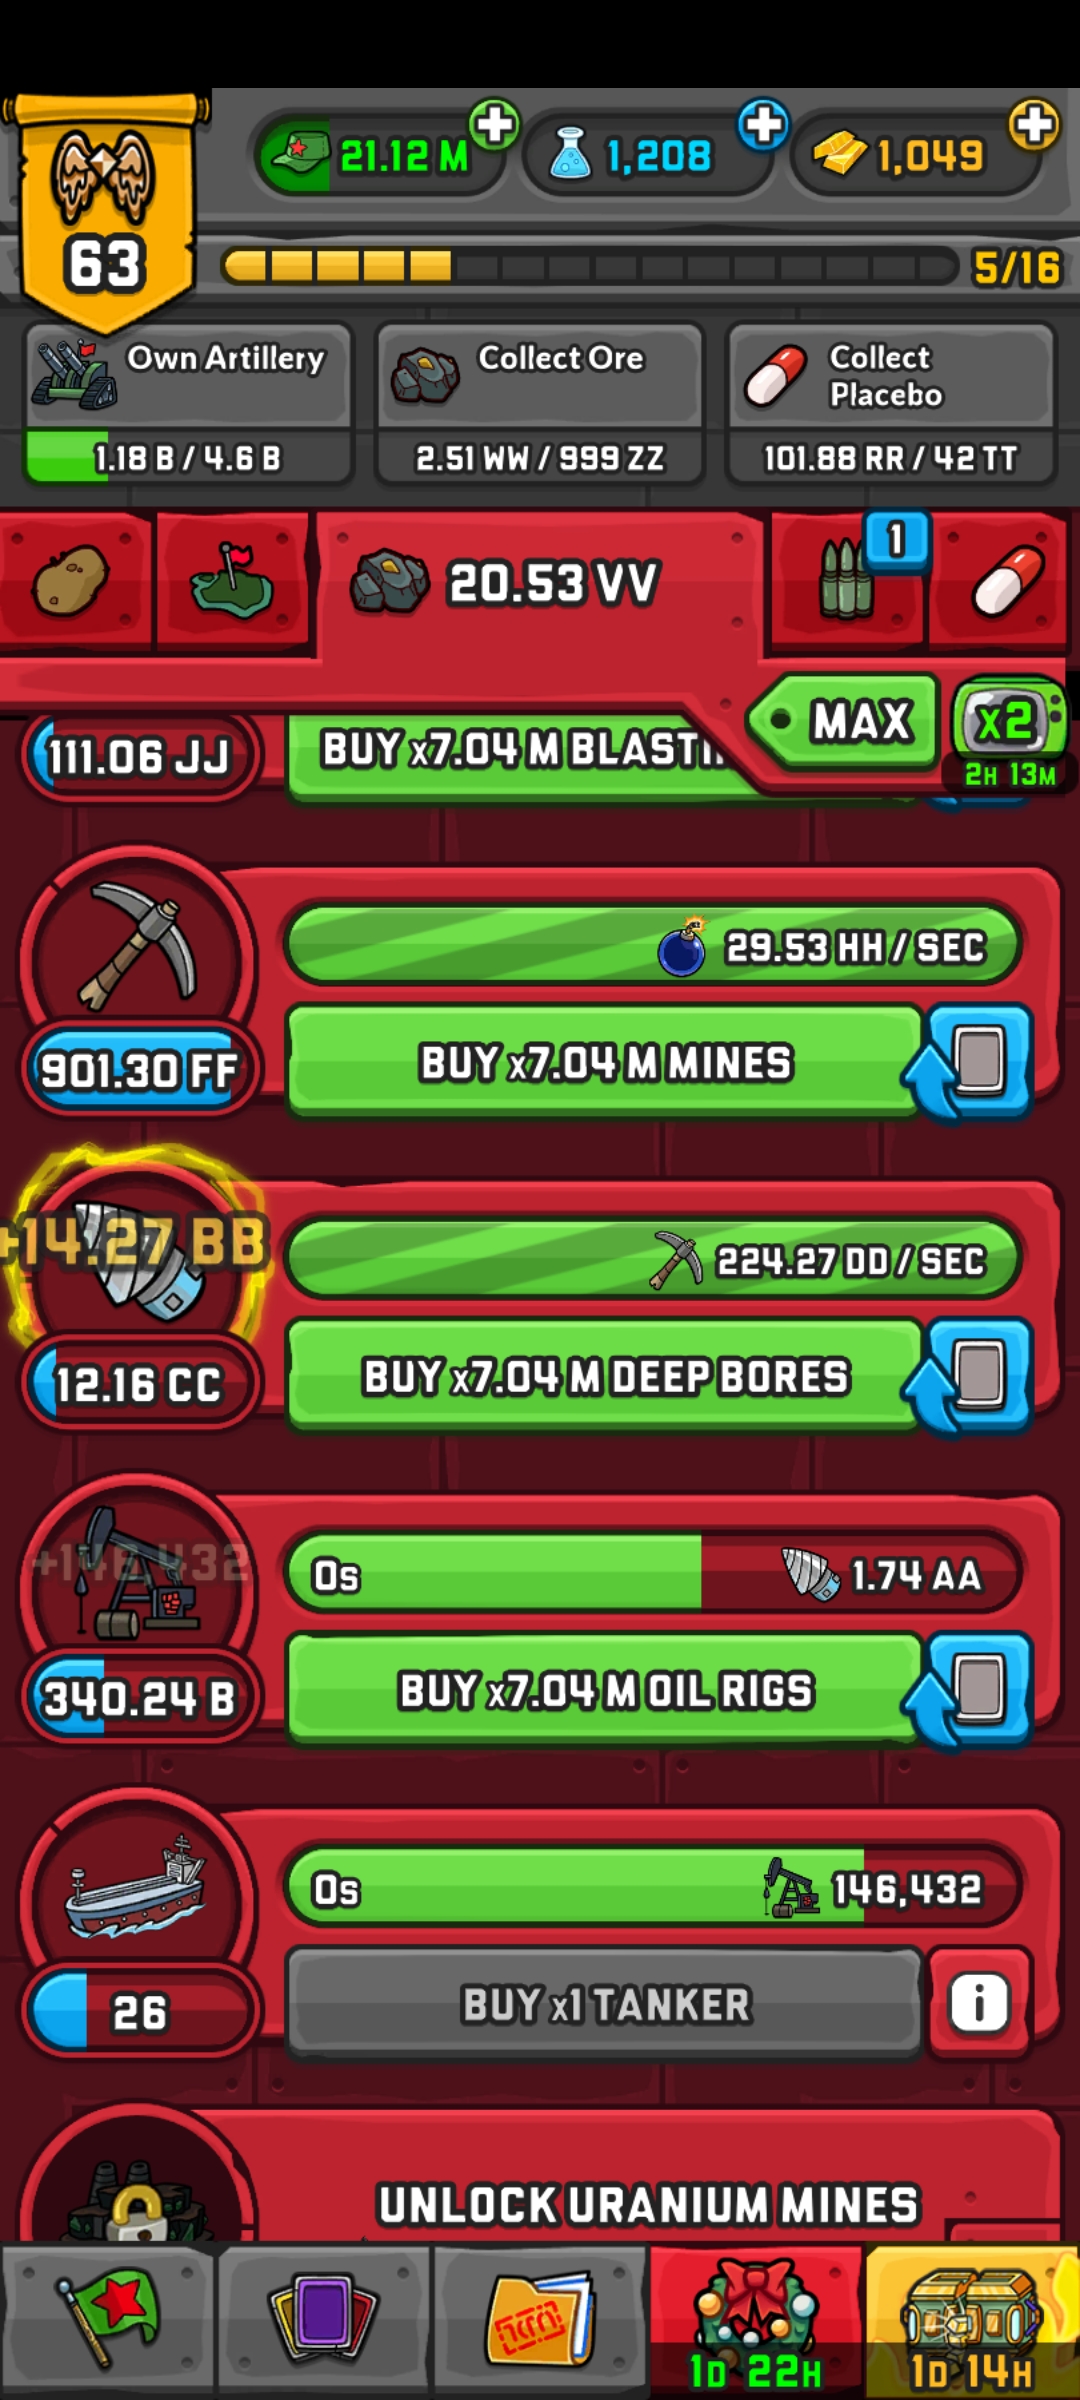 21.12 M
1,208
1,049
63
5/16
Own Artillery
1.18 B / 4.6 B
Collect Ore
2.51 WW / 999 ZZ
Collect
Placebo
101.88 RR / 42 TT
20.53 VV
1
MAX
x2
2H 13M
111.06 JJ
BUY x7.04 M BLASTI
29.53 HH / SEC
901.30 FF
BUY x7.04 M MINES
+14.27 BB
224.27 DD / SEC
12.16 CC
BUY x7.04 M DEEP BORES
+146,432
0s
1.74 AA
340.24 B
BUY x7.04 M OIL RIGS
0s
146,432
26
BUY x1 TANKER
i
UNLOCK URANIUM MINES
1D 22H
1D 14H